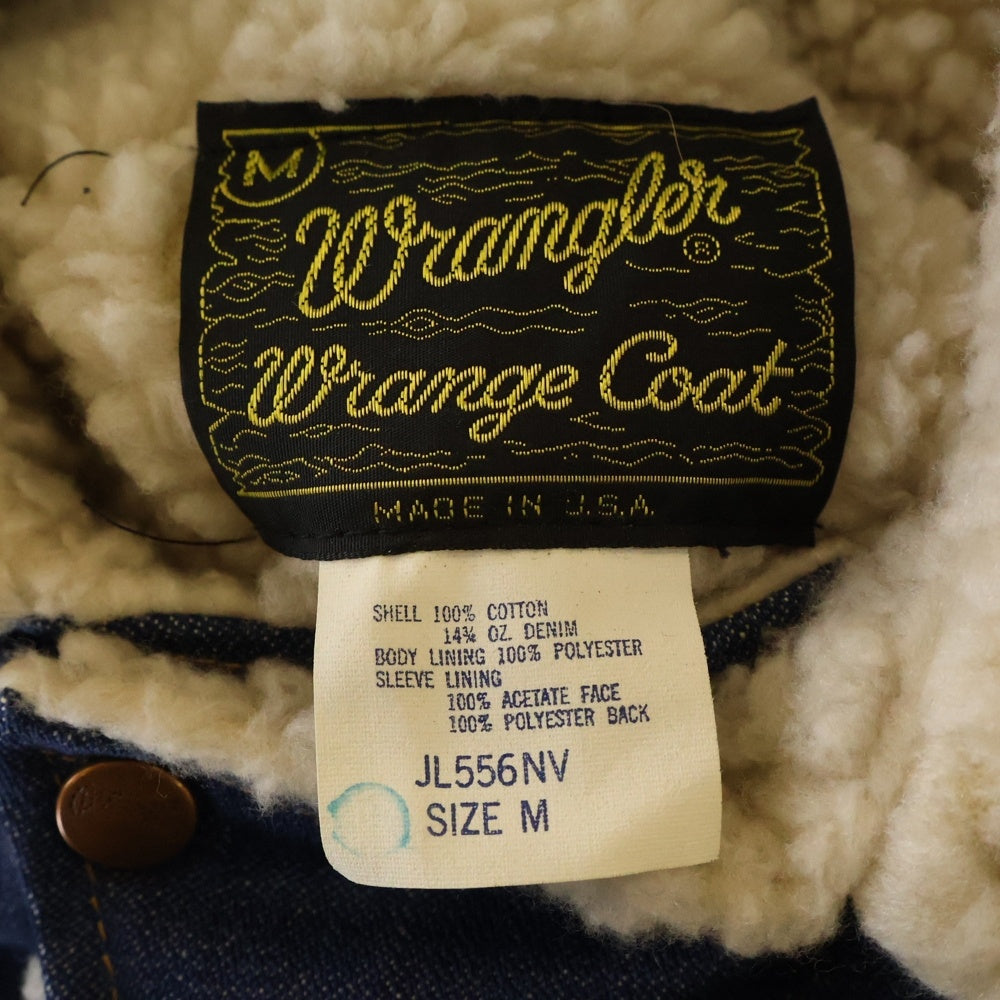 M
Wrangler®
Wrange Coat
MADE IN U.S.A.
SHELL 100% COTTON
14¾ OZ. DENIM
BODY LINING 100% POLYESTER
SLEEVE LINING
100% ACETATE FACE
100% POLYESTER BACK
JL556NV
SIZE M